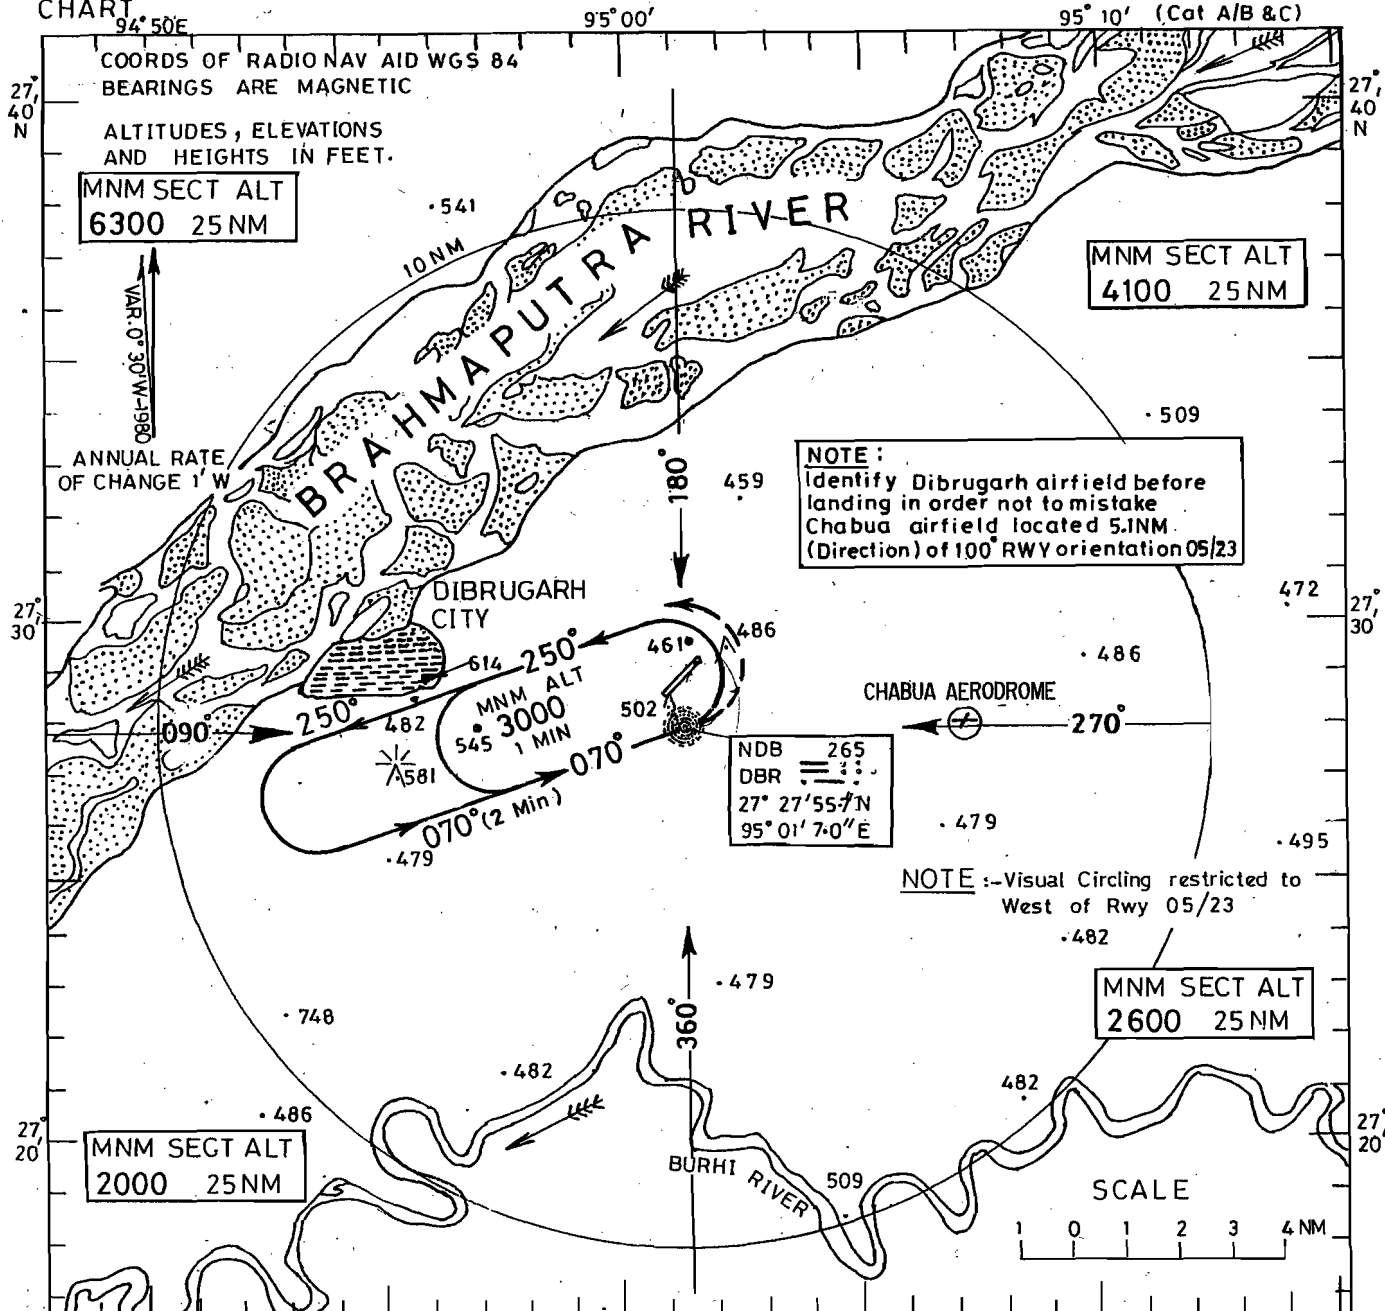 CHART
94° 50'E
95° 00'
95° 10' (Cat A/B & C)
COORDS OF RADIO NAV AID WGS 84
BEARINGS ARE MAGNETIC
27° 40' N
27° 40' N
ALTITUDES, ELEVATIONS
AND HEIGHTS IN FEET.
MNM SECT ALT
6300 25 NM
541
10 NM
BRAHMAPUTRA RIVER
MNM SECT ALT
4100 25 NM
VAR. 0° 30' W-1980
ANNUAL RATE
OF CHANGE 1' W
509
180°
459
NOTE :
Identify Dibrugarh airfield before
landing in order not to mistake
Chabua airfield located 5.1NM.
(Direction) of 100° RWY orientation 05/23
DIBRUGARH
CITY
472
27° 30'
27° 30'
486
461
486
614
250°
CHABUA AERODROME
MNM ALT
3000
1 MIN
250°
482
502
545
090°
270°
070°
581
NDB 265
DBR
27° 27' 55.1" N
95° 01' 7.0" E
070° (2 Min)
479
479
495
NOTE :-Visual Circling restricted to
West of Rwy 05/23
482
479
MNM SECT ALT
2600 25 NM
748
360°
482
482
486
27° 20'
27° 20'
MNM SECT ALT
2000 25 NM
BURHI RIVER
509
SCALE
1 0 1 2 3 4 NM